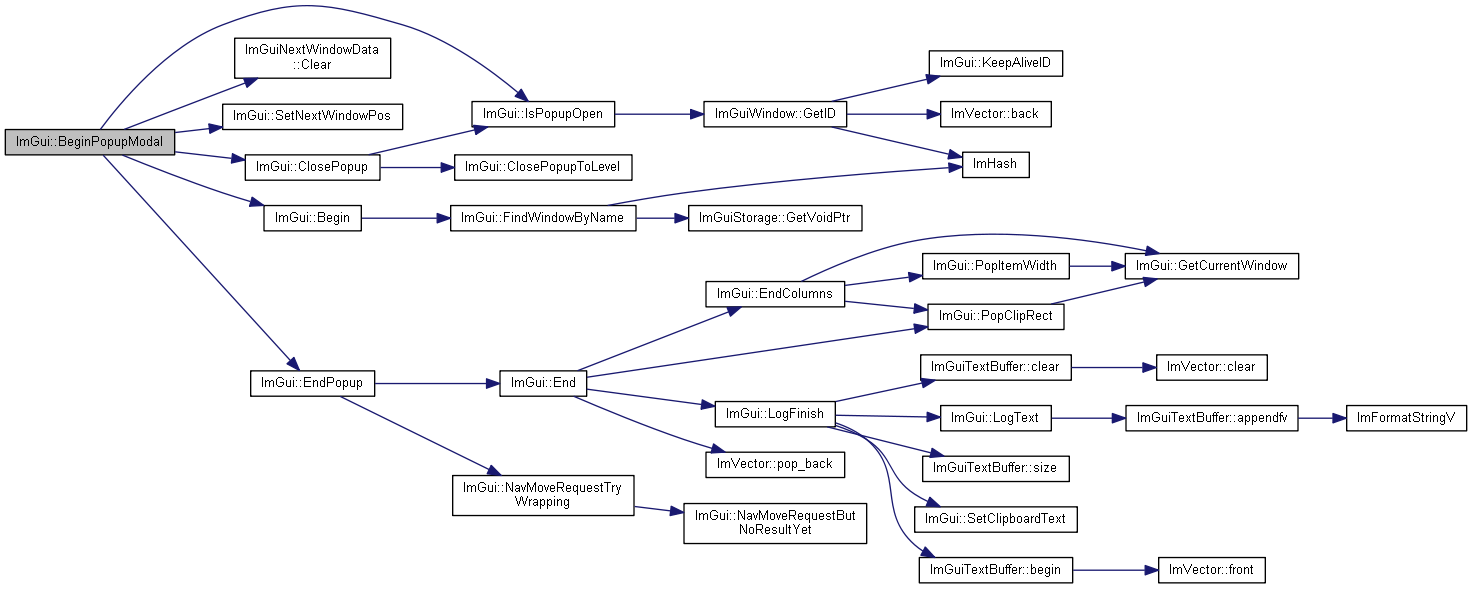 ImGui::BeginPopupModal
ImGuiNextWindowData
::Clear
ImGui::SetNextWindowPos
ImGui::ClosePopup
ImGui::Begin
ImGui::EndPopup
ImGui::IsPopupOpen
ImGui::ClosePopupToLevel
ImGui::FindWindowByName
ImGui::End
ImGui::NavMoveRequestTry
Wrapping
ImGuiWindow::GetID
ImGuiStorage::GetVoidPtr
ImGui::EndColumns
ImGui::LogFinish
ImVector::pop_back
ImGui::NavMoveRequestBut
NoResultYet
ImGui::KeepAliveID
ImVector::back
ImHash
ImGui::PopItemWidth
ImGui::PopClipRect
ImGuiTextBuffer::clear
ImGui::LogText
ImGuiTextBuffer::size
ImGui::SetClipboardText
ImGuiTextBuffer::begin
ImGui::GetCurrentWindow
ImVector::clear
ImGuiTextBuffer::appendfv
ImVector::front
ImFormatStringV